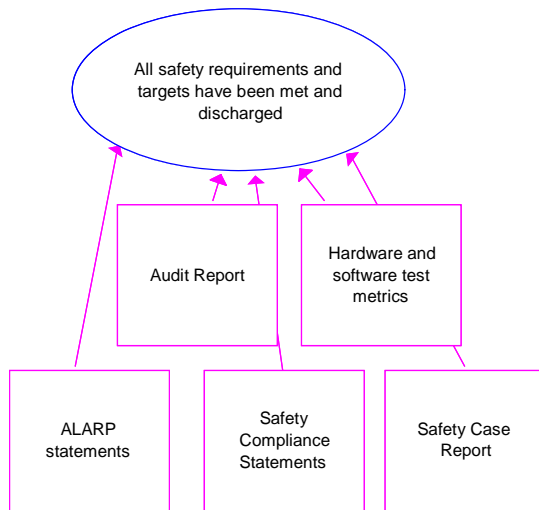 All safety requirements and
targets have been met and
discharged
Audit Report
Hardware and
software test
metrics
ALARP
statements
Safety
Compliance
Statements
Safety Case
Report